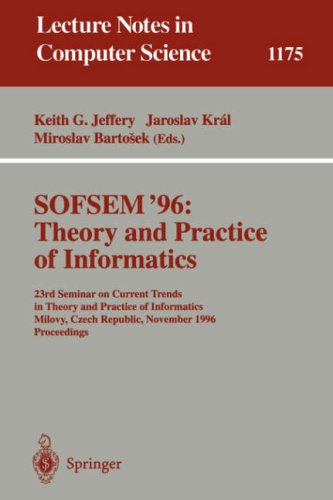 Lecture Notes in
Computer Science 1175
Keith G. Jeffery Jaroslav Král
Miroslav Bartošek (Eds.)
SOFSEM '96:
Theory and Practice
of Informatics
23rd Seminar on Current Trends
in Theory and Practice of Informatics
Milovy, Czech Republic, November 1996
Proceedings
Springer